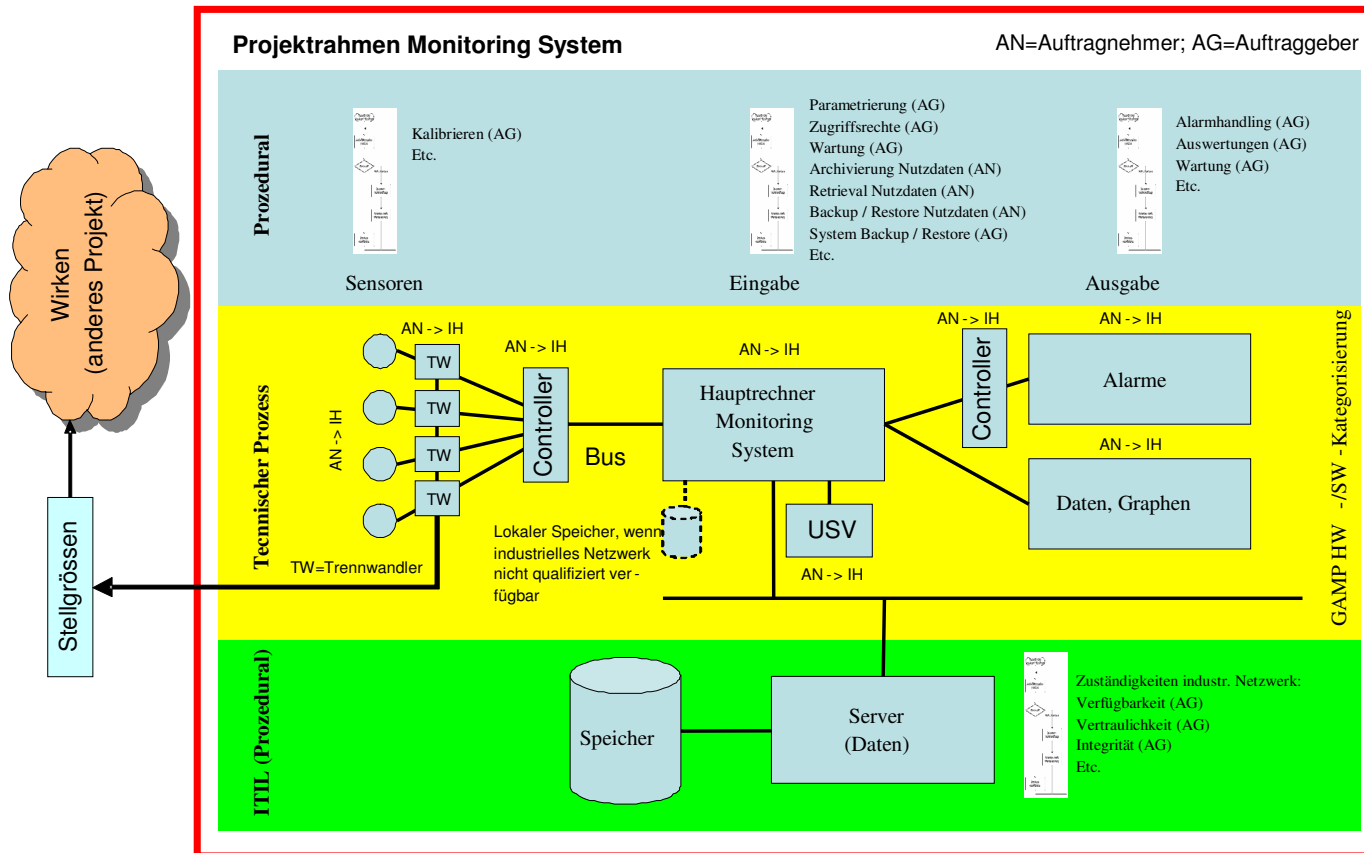 Projektrahmen Monitoring System
AN=Auftragnehmer; AG=Auftraggeber
Prozedural
Kalibrieren (AG)
Etc.
Parametrierung (AG)
Zugriffsrechte (AG)
Wartung (AG)
Archivierung Nutzdaten (AN)
Retrieval Nutzdaten (AN)
Backup / Restore Nutzdaten (AN)
System Backup / Restore (AG)
Etc.
Alarmhandling (AG)
Auswertungen (AG)
Wartung (AG)
Etc.
Sensoren
Eingabe
Ausgabe
Wirken
(anderes Projekt)
Stellgrössen
Tecnnischer Prozess
AN -> IH
AN -> IH
AN -> IH
TW
TW
TW
TW
Controller
Bus
AN -> IH
Hauptrechner
Monitoring
System
AN -> IH
Controller
AN -> IH
Alarme
AN -> IH
Daten, Graphen
USV
AN -> IH
Lokaler Speicher, wenn
industrielles Netzwerk
nicht qualifiziert ver -
fügbar
TW=Trennwandler
GAMP HW -/SW -Kategorisierung
ITIL (Prozedural)
Speicher
Server
(Daten)
Zuständigkeiten industr. Netzwerk:
Verfügbarkeit (AG)
Vertraulichkeit (AG)
Integrität (AG)
Etc.